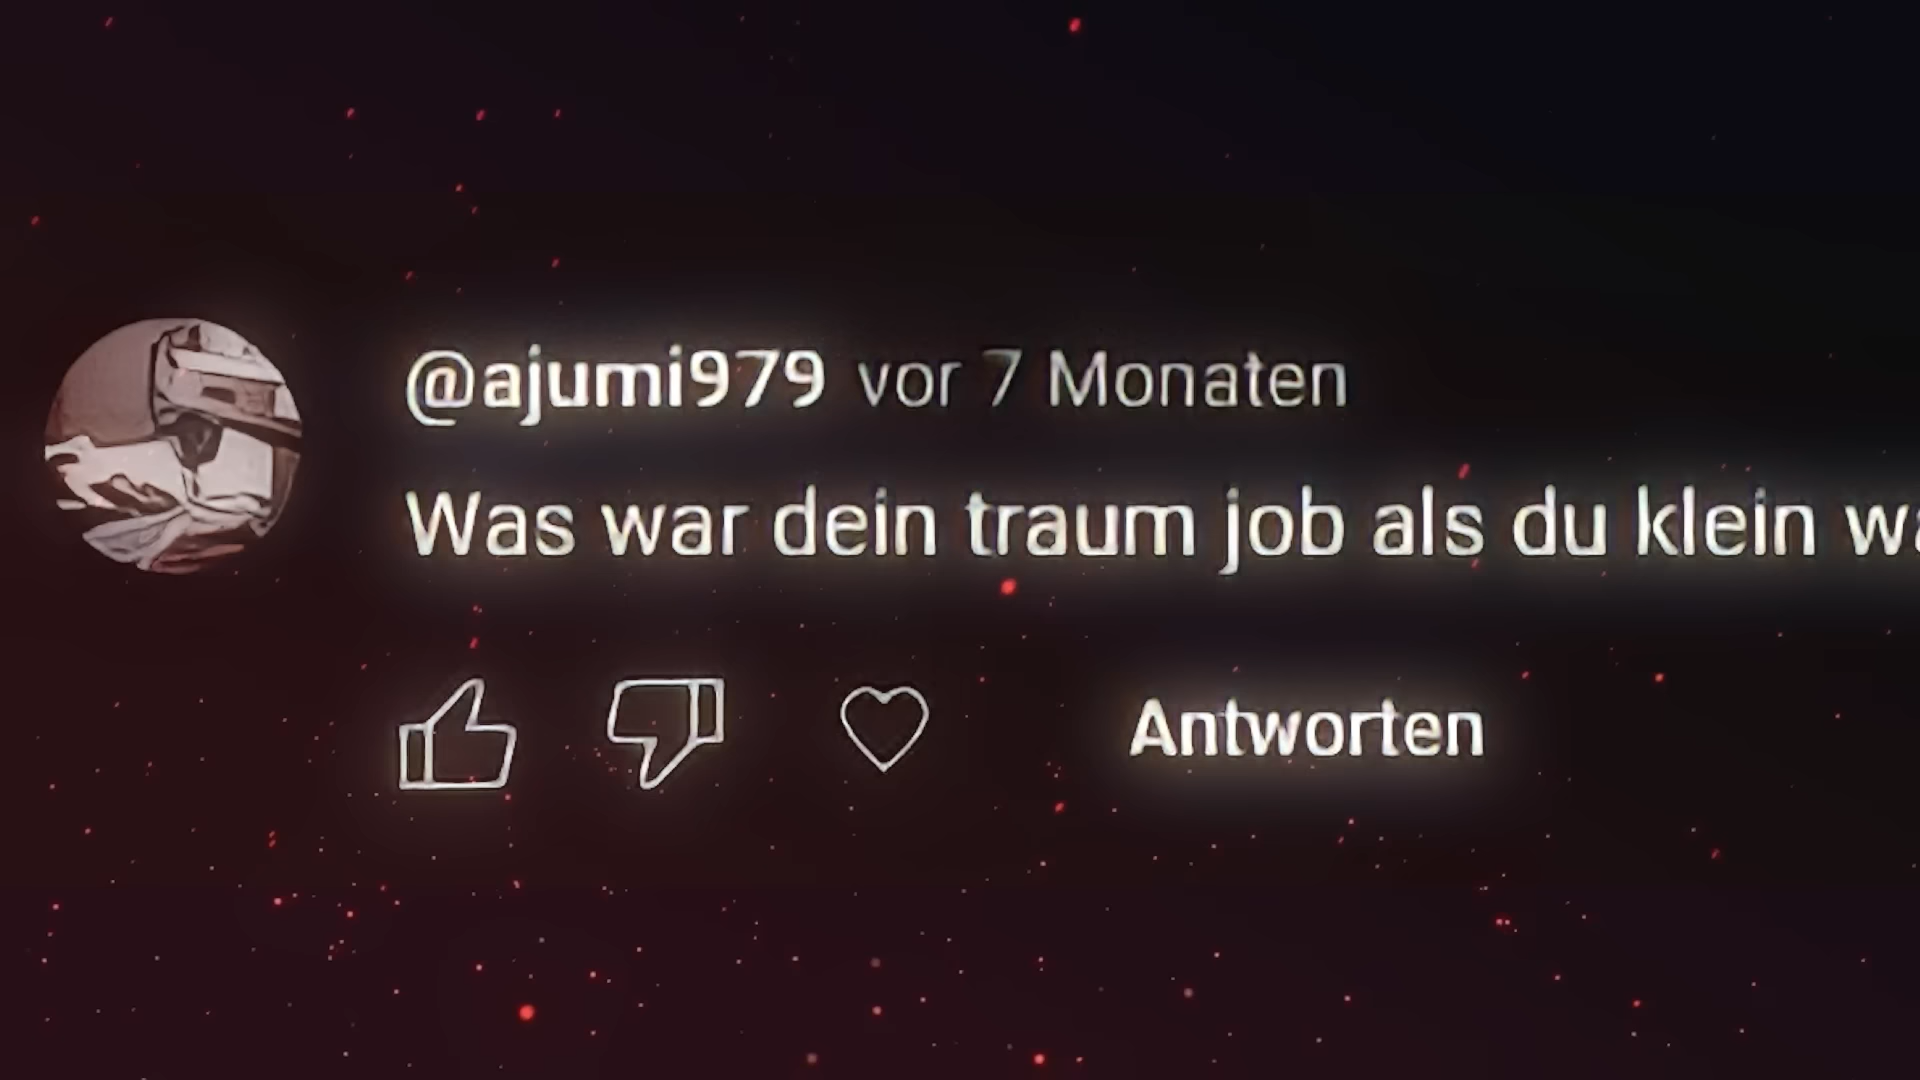 @ajumi979 vor 7 Monaten
Was war dein traum job als du klein
Antworten